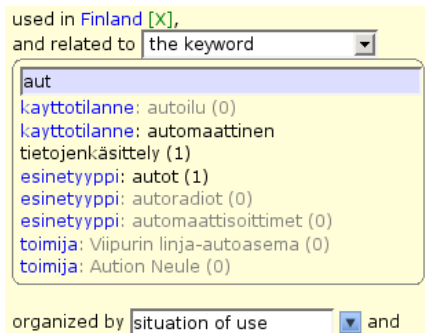 used in Finland [X],
and related to the keyword
aut
kayttotilanne: autoilu (0)
kayttotilanne: automaattinen
tietojenkäsittely (1)
esinetyyppi: autot (1)
esinetyyppi: autoradiot (0)
esinetyyppi: automaattisoittimet (0)
toimija: Viipurin linja-autoasema (0)
toimija: Aution Neule (0)
organized by situation of use and